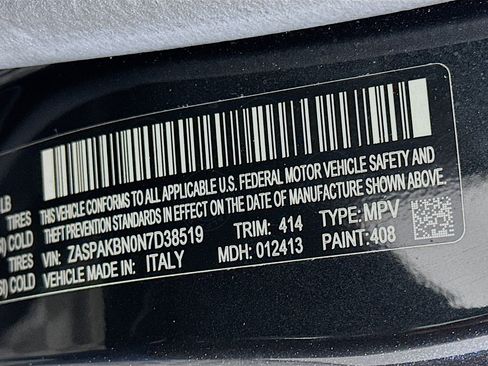 LB
TIRES
COLD
TIRES
COLD
THIS VEHICLE CONFORMS TO ALL APPLICABLE U.S. FEDERAL MOTOR VEHICLE SAFETY AND
THEFT PREVENTION STANDARDS IN EFFECT ON THE DATE OF MANUFACTURE SHOWN ABOVE.
VIN: ZASPAKBN0N7D38519 TRIM: 414 TYPE: MPV
VEHICLE MADE IN: ITALY MDH: 012413 PAINT: 408